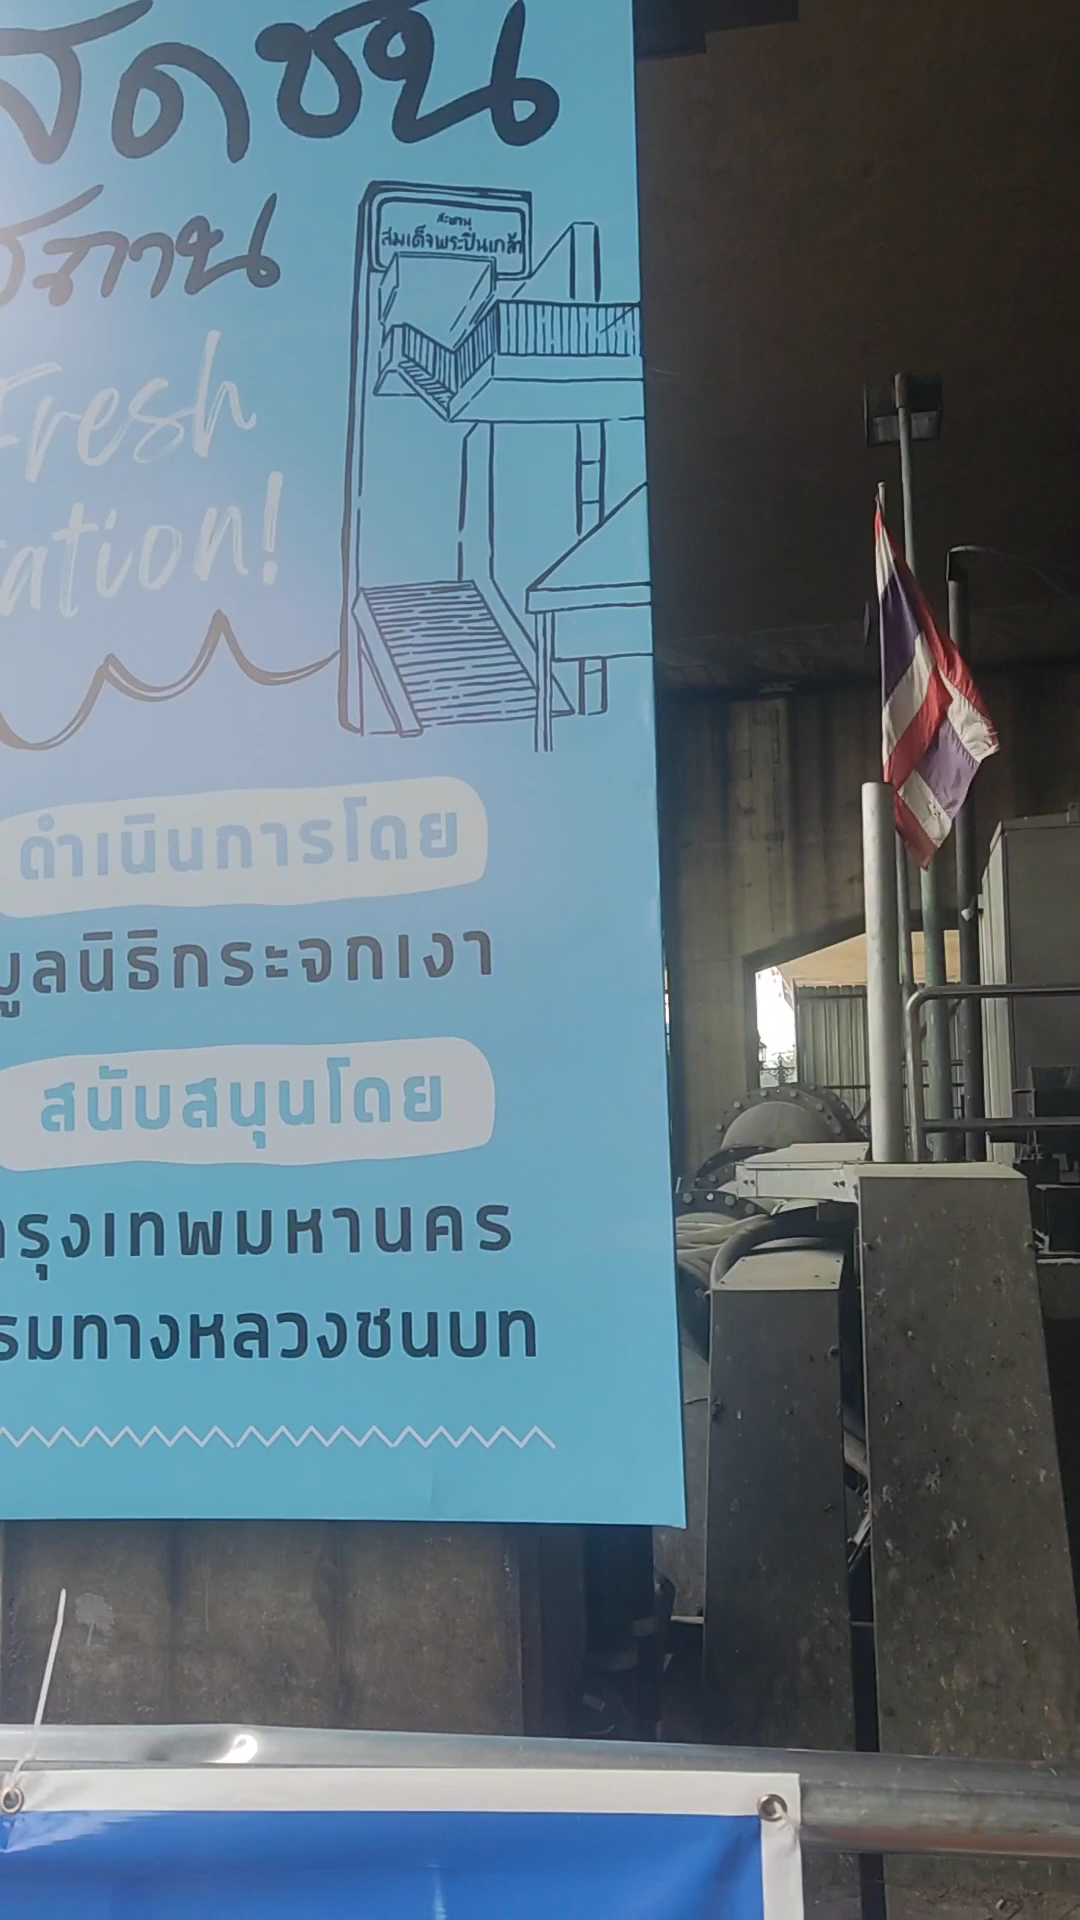 สดชื่น
สถาน
สะพาน
สมเด็จพระปิ่นเกล้า
Fresh
ation!
ดำเนินการโดย
มูลนิธิกระจกเงา
สนับสนุนโดย
กรุงเทพมหานคร
รมทางหลวงชนบท